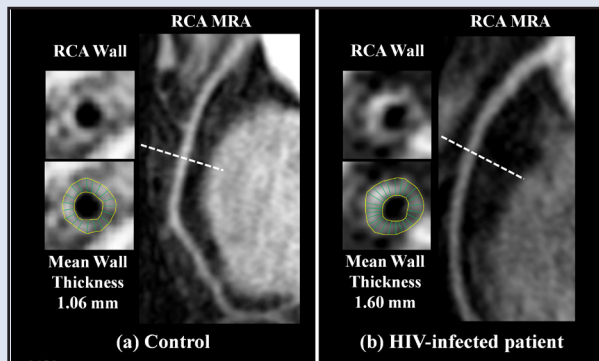 RCA MRA
RCA Wall
Mean Wall
Thickness
1.06 mm
(a) Control
RCA MRA
RCA Wall
Mean Wall
Thickness
1.60 mm
(b) HIV-infected patient